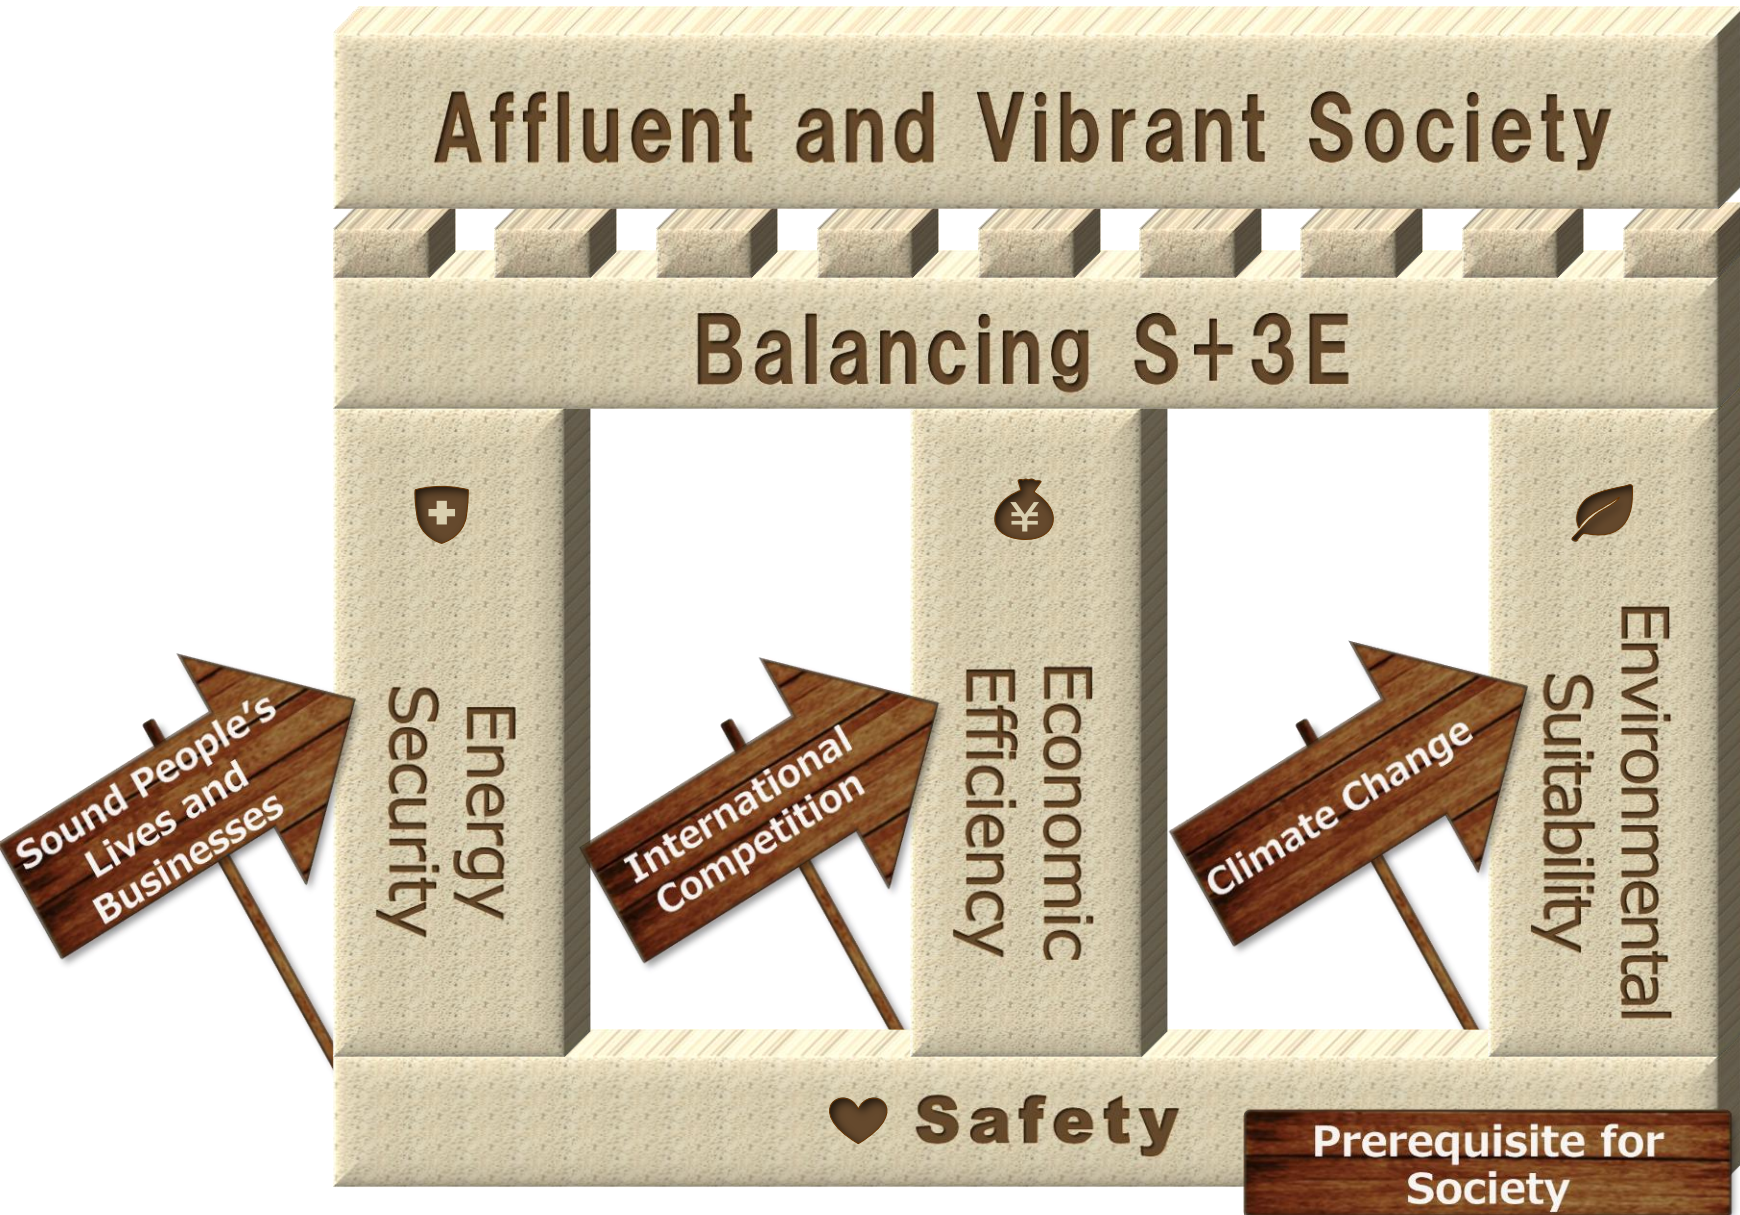 Affluent and Vibrant Society
Balancing S+3E
Sound People's
Lives and
Businesses
Energy
Security
International
Competition
¥
Economic
Efficiency
Climate Change
Environmental
Suitability
Safety
Prerequisite for
Society